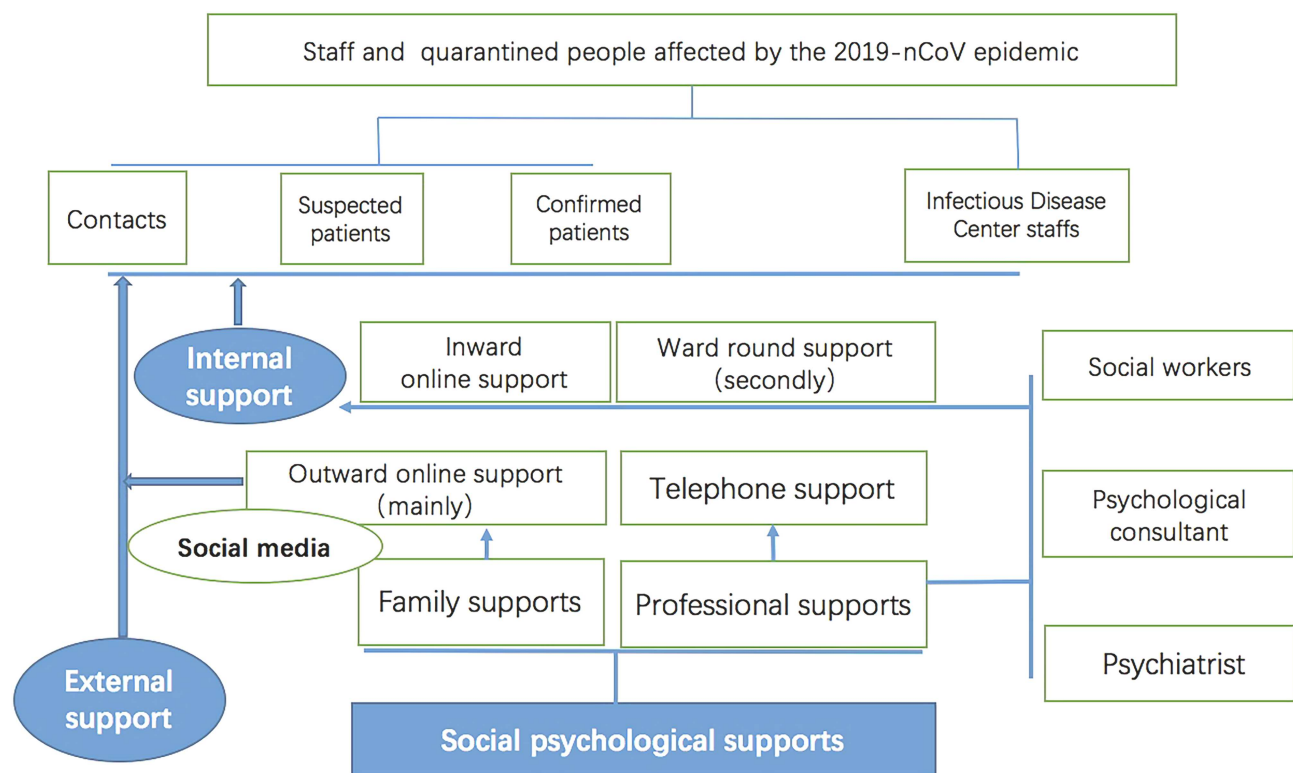 Staff and quarantined people affected by the 2019-nCoV epidemic
Contacts
Suspected
patients
Confirmed
patients
Infectious Disease
Center staffs
Internal
support
Inward
online support
Ward round support
(secondly)
Social workers
Outward online support
(mainly)
Telephone support
Psychological
consultant
Social media
Family supports
Professional supports
Psychiatrist
External
support
Social psychological supports